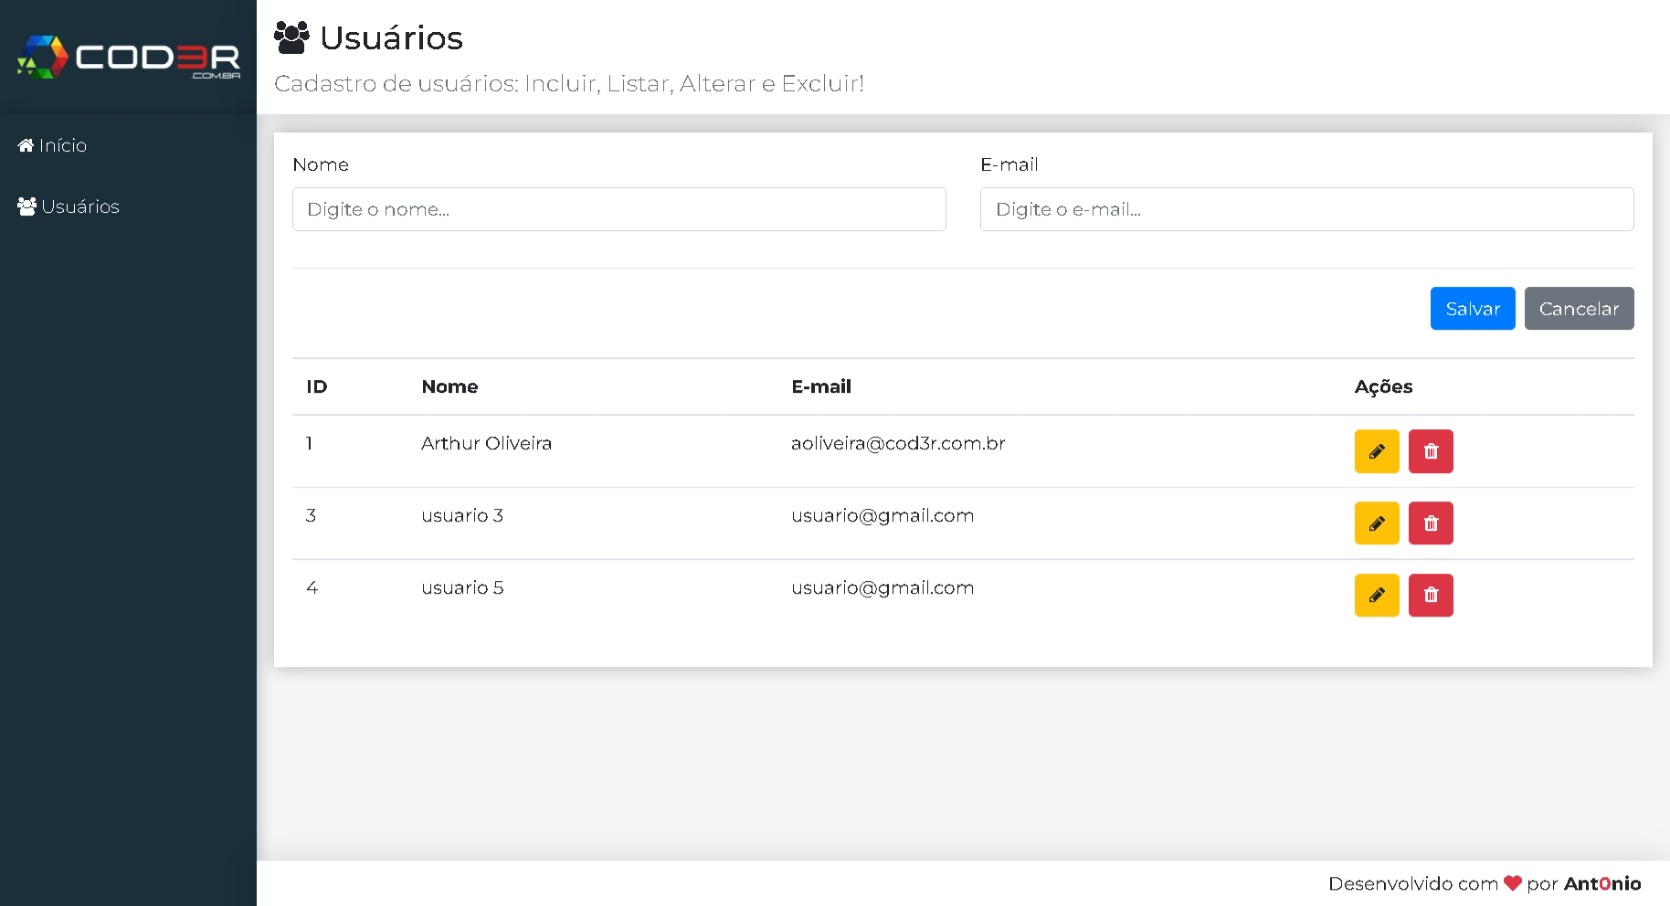 COD3R
.COM.BR
Início
Usuários
Usuários
Cadastro de usuários: Incluir, Listar, Alterar e Excluir!
Nome E-mail
Digite o nome... Digite o e-mail...
Salvar Cancelar
ID Nome E-mail Ações
1 Arthur Oliveira aoliveira@cod3r.com.br
3 usuario 3 usuario@gmail.com
4 usuario 5 usuario@gmail.com
Desenvolvido com ❤ por Ant0nio